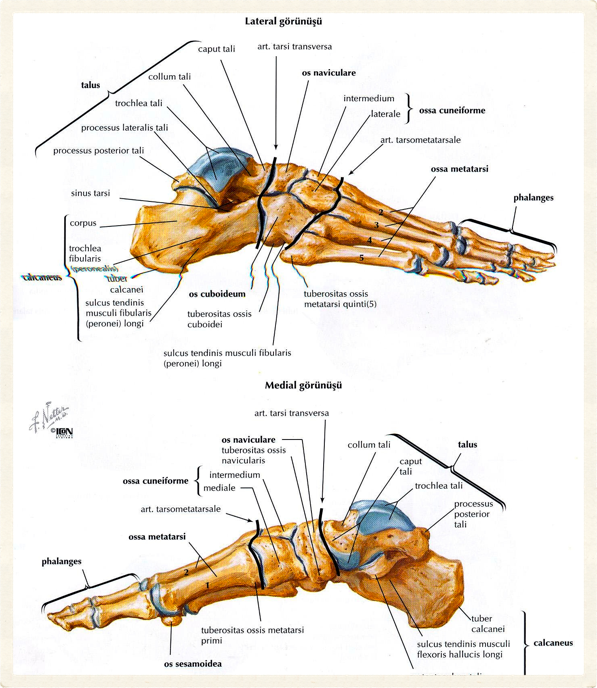 Lateral görünüşü
caput tali
art. tarsi transversa
collum tali
os naviculare
talus
trochlea tali
intermedium
laterale
ossa cuneiforme
processus lateralis tali
art. tarsometatarsale
processus posterior tali
ossa metatarsi
sinus tarsi
phalanges
corpus
2
3
4
5
trochlea
fibularis
(peronealis)
calcaneus
tuber
calcanei
sulcus tendinis
musculi fibularis
(peronei) longi
os cuboideum
tuberositas ossis
cuboidei
tuberositas ossis
metatarsi quinti(5)
sulcus tendinis musculi fibularis
(peronei) longi
Medial görünüşü
F. Netter
M.D.
©ICON
art. tarsi transversa
os naviculare
tuberositas ossis
navicularis
collum tali
talus
caput
tali
ossa cuneiforme
intermedium
mediale
trochlea tali
art. tarsometatarsale
processus
posterior
tali
ossa metatarsi
phalanges
2
1
tuberositas ossis metatarsi
primi
os sesamoidea
tuber
calcanei
sulcus tendinis musculi
flexoris hallucis longi
calcaneus